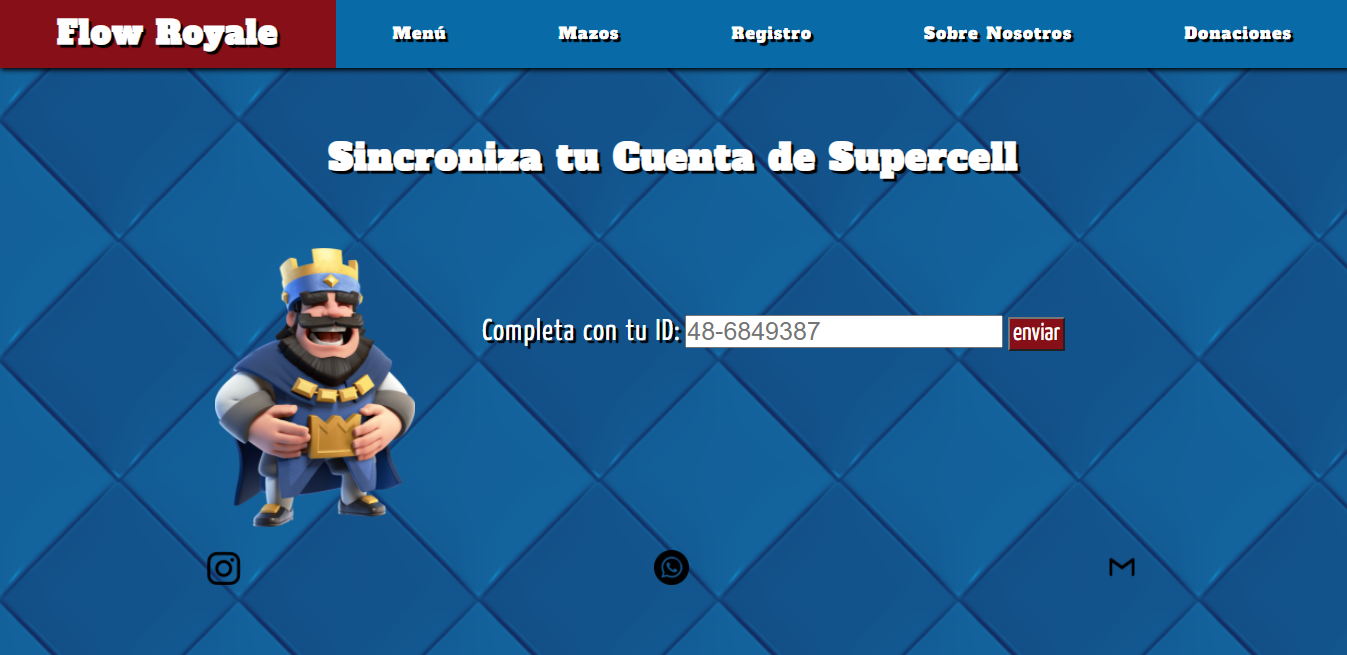 Flow Royale
Menú
Mazos
Registro
Sobre Nosotros
Donaciones
Sincroniza tu Cuenta de Supercell
Completa con tu ID: 48-6849387 enviar